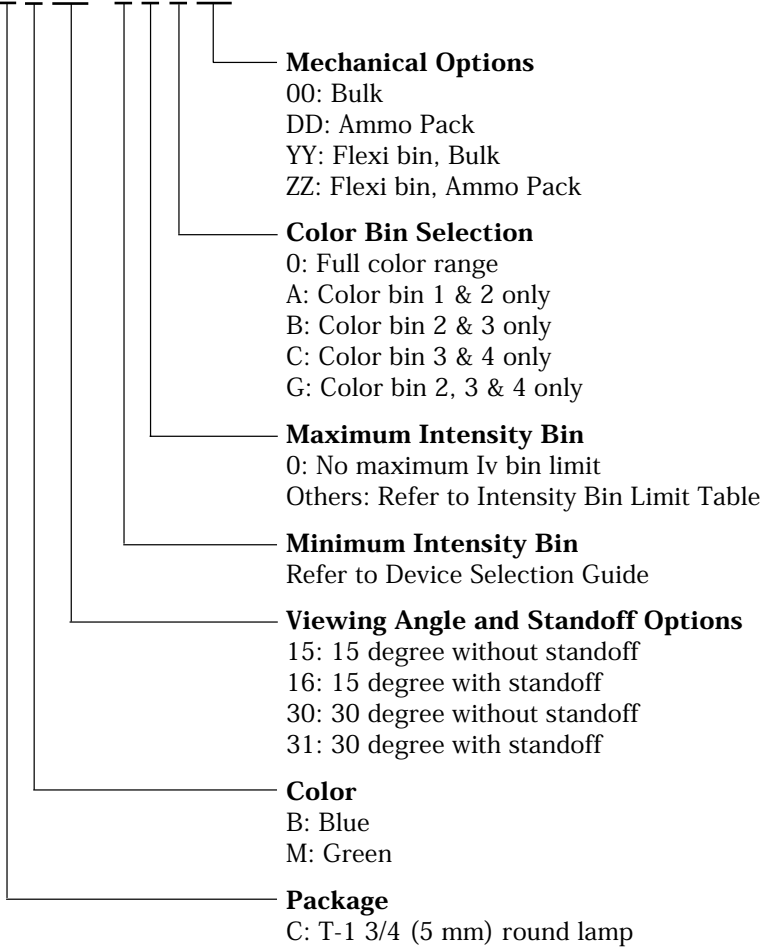 Mechanical Options
00: Bulk
DD: Ammo Pack
YY: Flexi bin, Bulk
ZZ: Flexi bin, Ammo Pack
Color Bin Selection
0: Full color range
A: Color bin 1 & 2 only
B: Color bin 2 & 3 only
C: Color bin 3 & 4 only
G: Color bin 2, 3 & 4 only
Maximum Intensity Bin
0: No maximum Iv bin limit
Others: Refer to Intensity Bin Limit Table
Minimum Intensity Bin
Refer to Device Selection Guide
Viewing Angle and Standoff Options
15: 15 degree without standoff
16: 15 degree with standoff
30: 30 degree without standoff
31: 30 degree with standoff
Color
B: Blue
M: Green
Package
C: T-1 3/4 (5 mm) round lamp